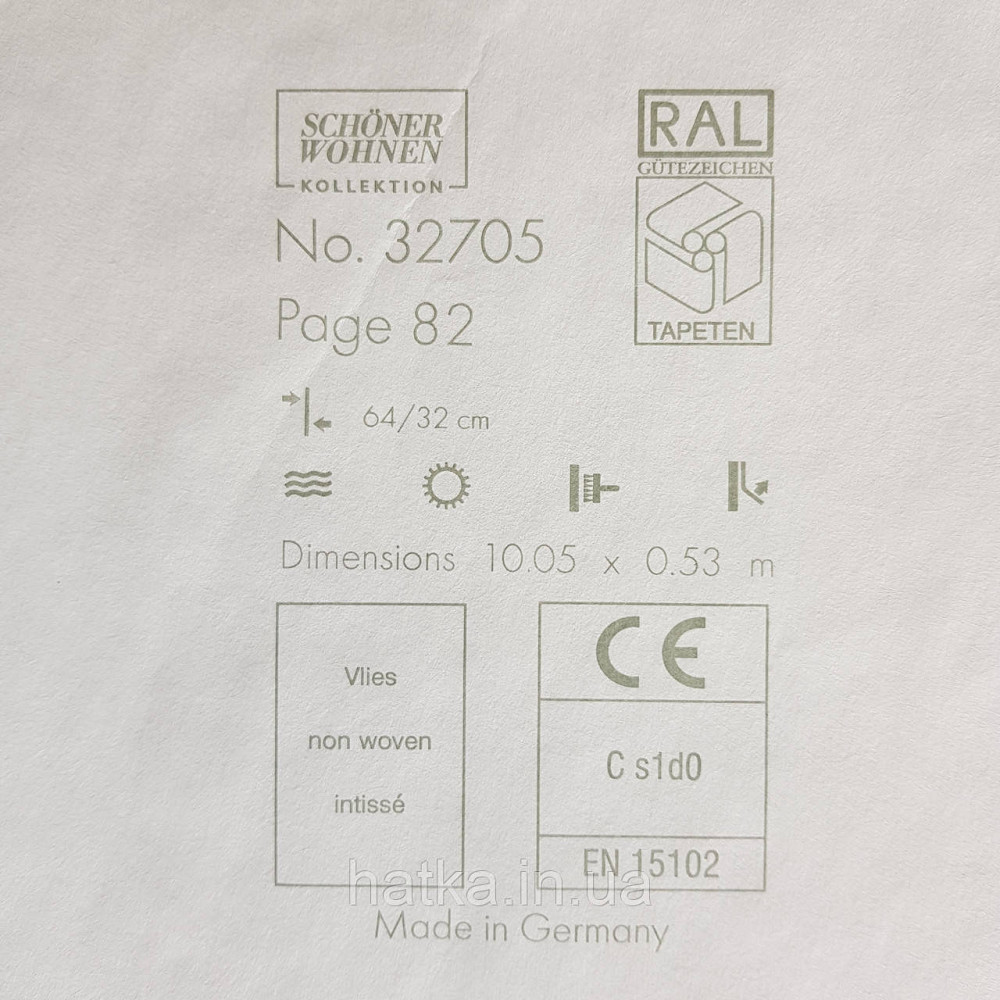 SCHÖNER
WOHNEN
KOLLEKTION
RAL
GÜTEZEICHEN
TAPETEN
No. 32705
Page 82
64/32 cm
Dimensions 10.05 x 0.53 m
Vlies
non woven
intissé
CE
C s1d0
EN 15102
hatka.in.ua
Made in Germany